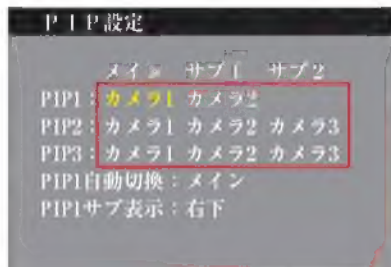 PIP設定
メイン サブ1 サブ2
PIP1：カメラ1 カメラ2
PIP2：カメラ1 カメラ2 カメラ3
PIP3：カメラ1 カメラ2 カメラ3
PIP1自動切換：メイン
PIP1サブ表示：右下